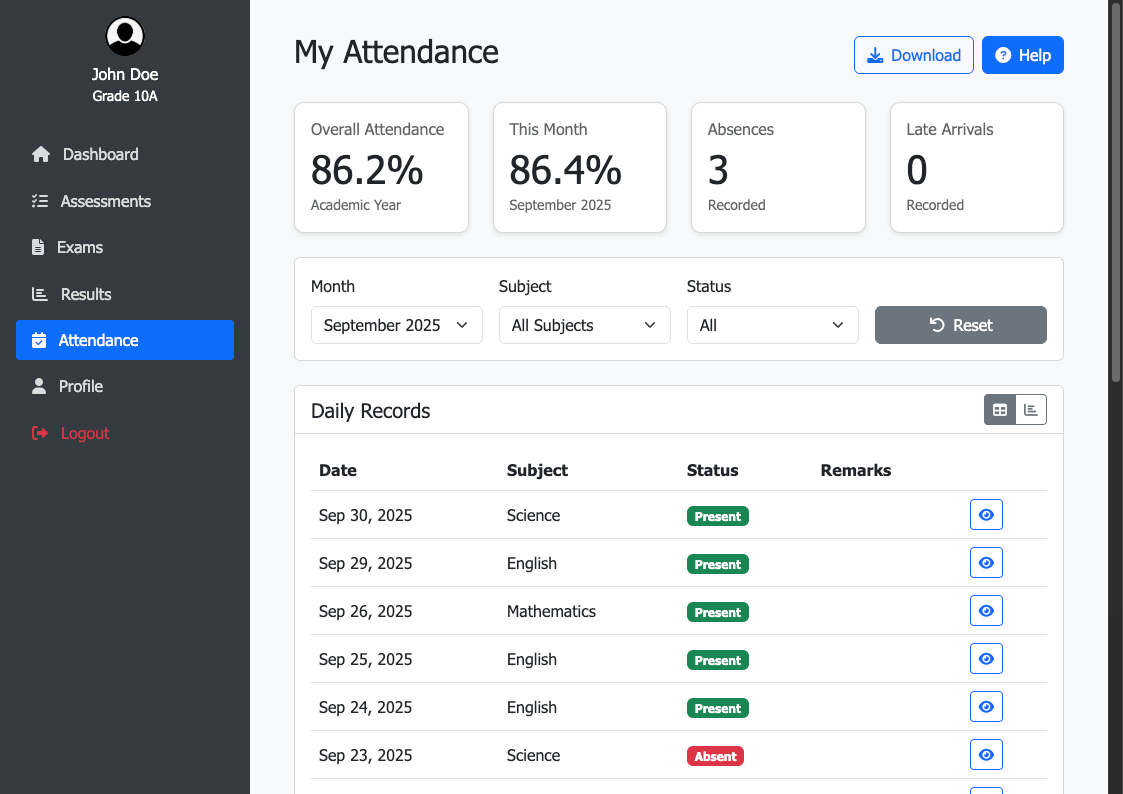 John Doe
Grade 10A
Dashboard
Assessments
Exams
Results
Attendance
Profile
Logout
My Attendance
Download
Help
Overall Attendance
86.2%
Academic Year
This Month
86.4%
September 2025
Absences
3
Recorded
Late Arrivals
0
Recorded
Month
September 2025
Subject
All Subjects
Status
All
Reset
Daily Records
Date Subject Status Remarks
Sep 30, 2025 Science Present
Sep 29, 2025 English Present
Sep 26, 2025 Mathematics Present
Sep 25, 2025 English Present
Sep 24, 2025 English Present
Sep 23, 2025 Science Absent